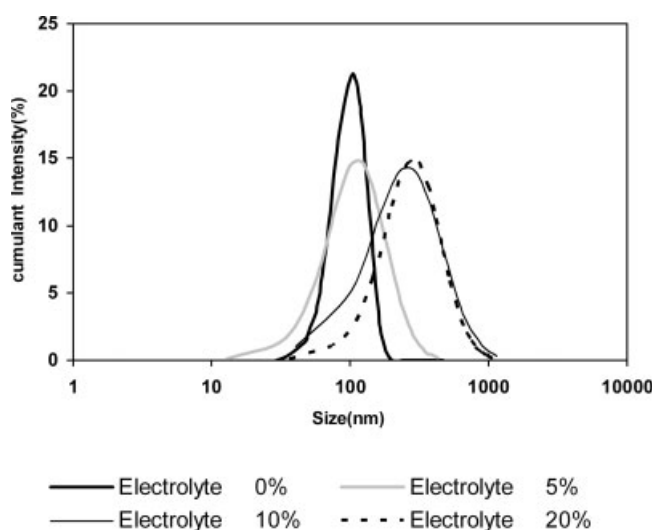 25
20
15
10
5
0
cumulant Intensity(%)
1 10 100 1000 10000
Size(nm)
Electrolyte 0% Electrolyte 5%
Electrolyte 10% Electrolyte 20%